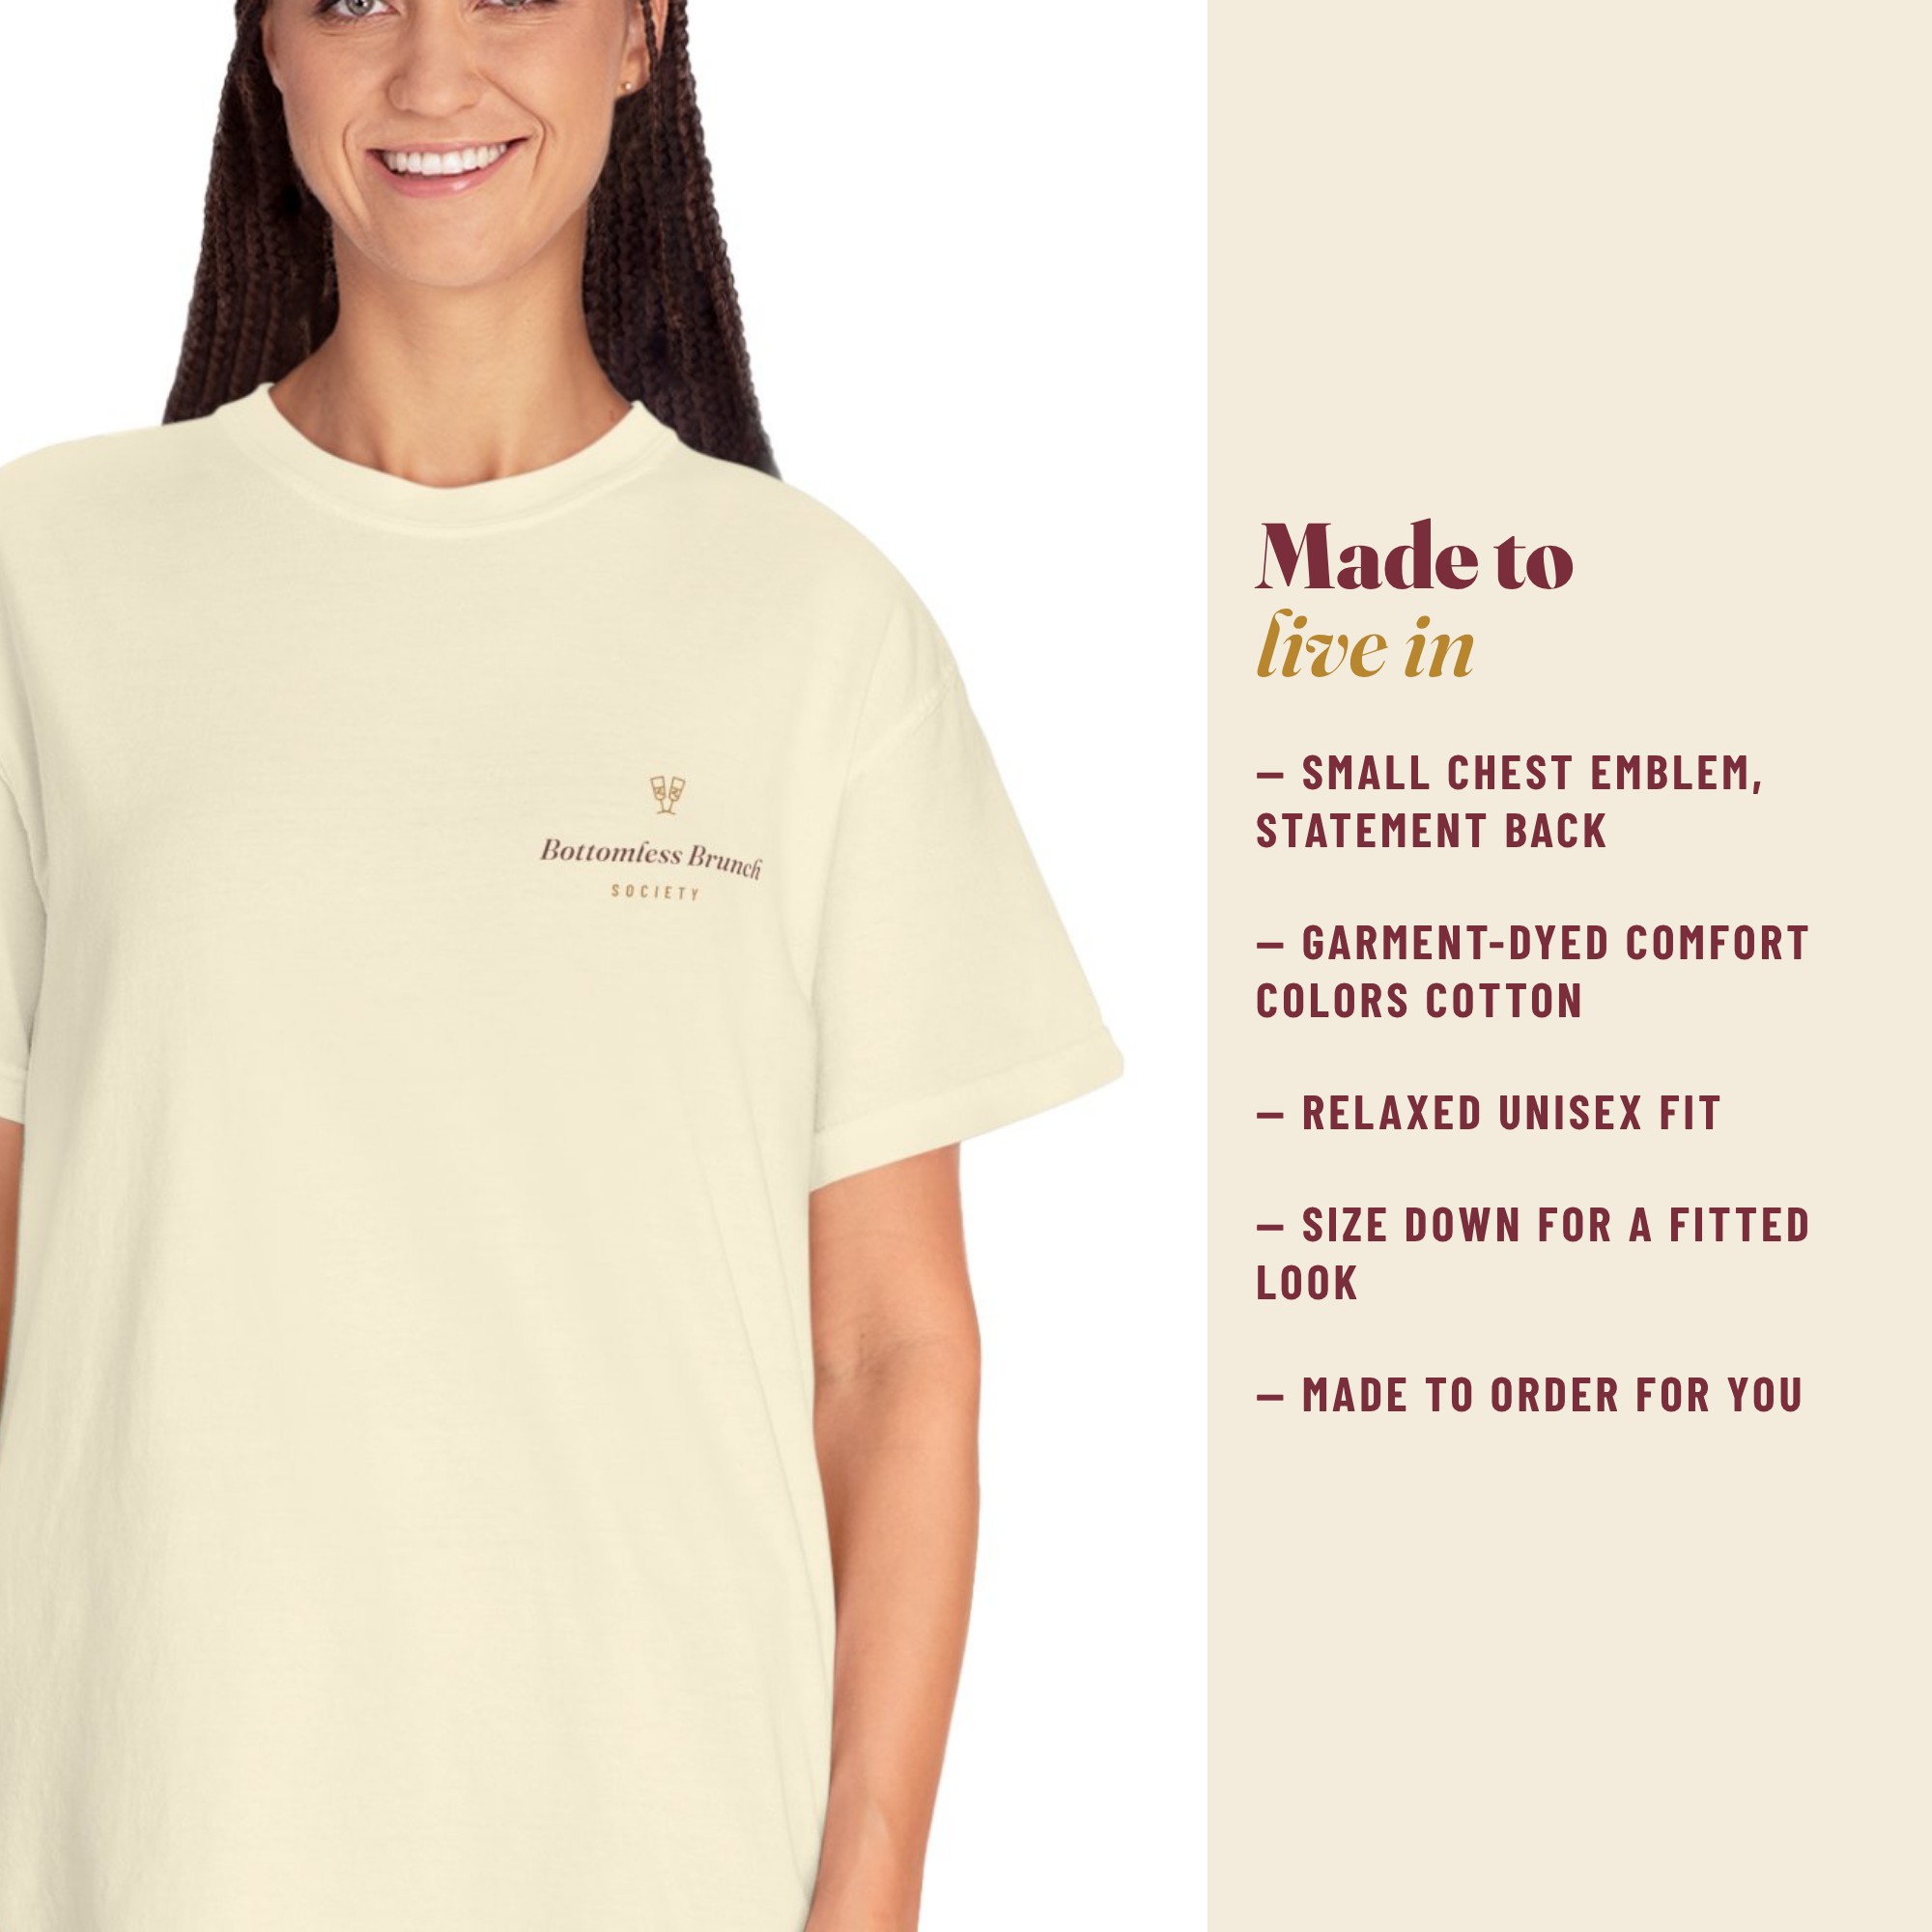 Bottomless Brunch
SOCIETY
Made to
live in
– SMALL CHEST EMBLEM,
STATEMENT BACK
– GARMENT-DYED COMFORT
COLORS COTTON
– RELAXED UNISEX FIT
– SIZE DOWN FOR A FITTED
LOOK
– MADE TO ORDER FOR YOU